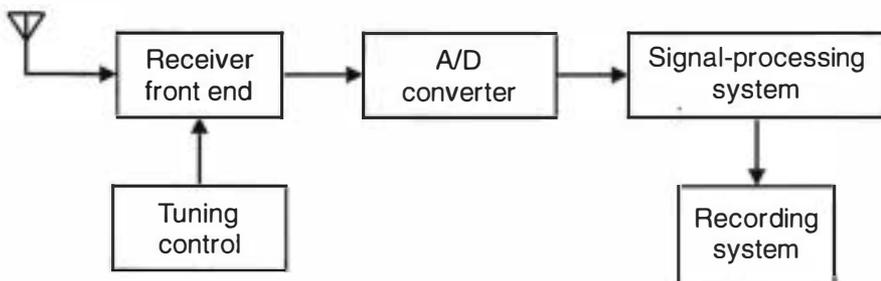 Receiver
front end
A/D
converter
Signal-processing
system
Tuning
control
Recording
system